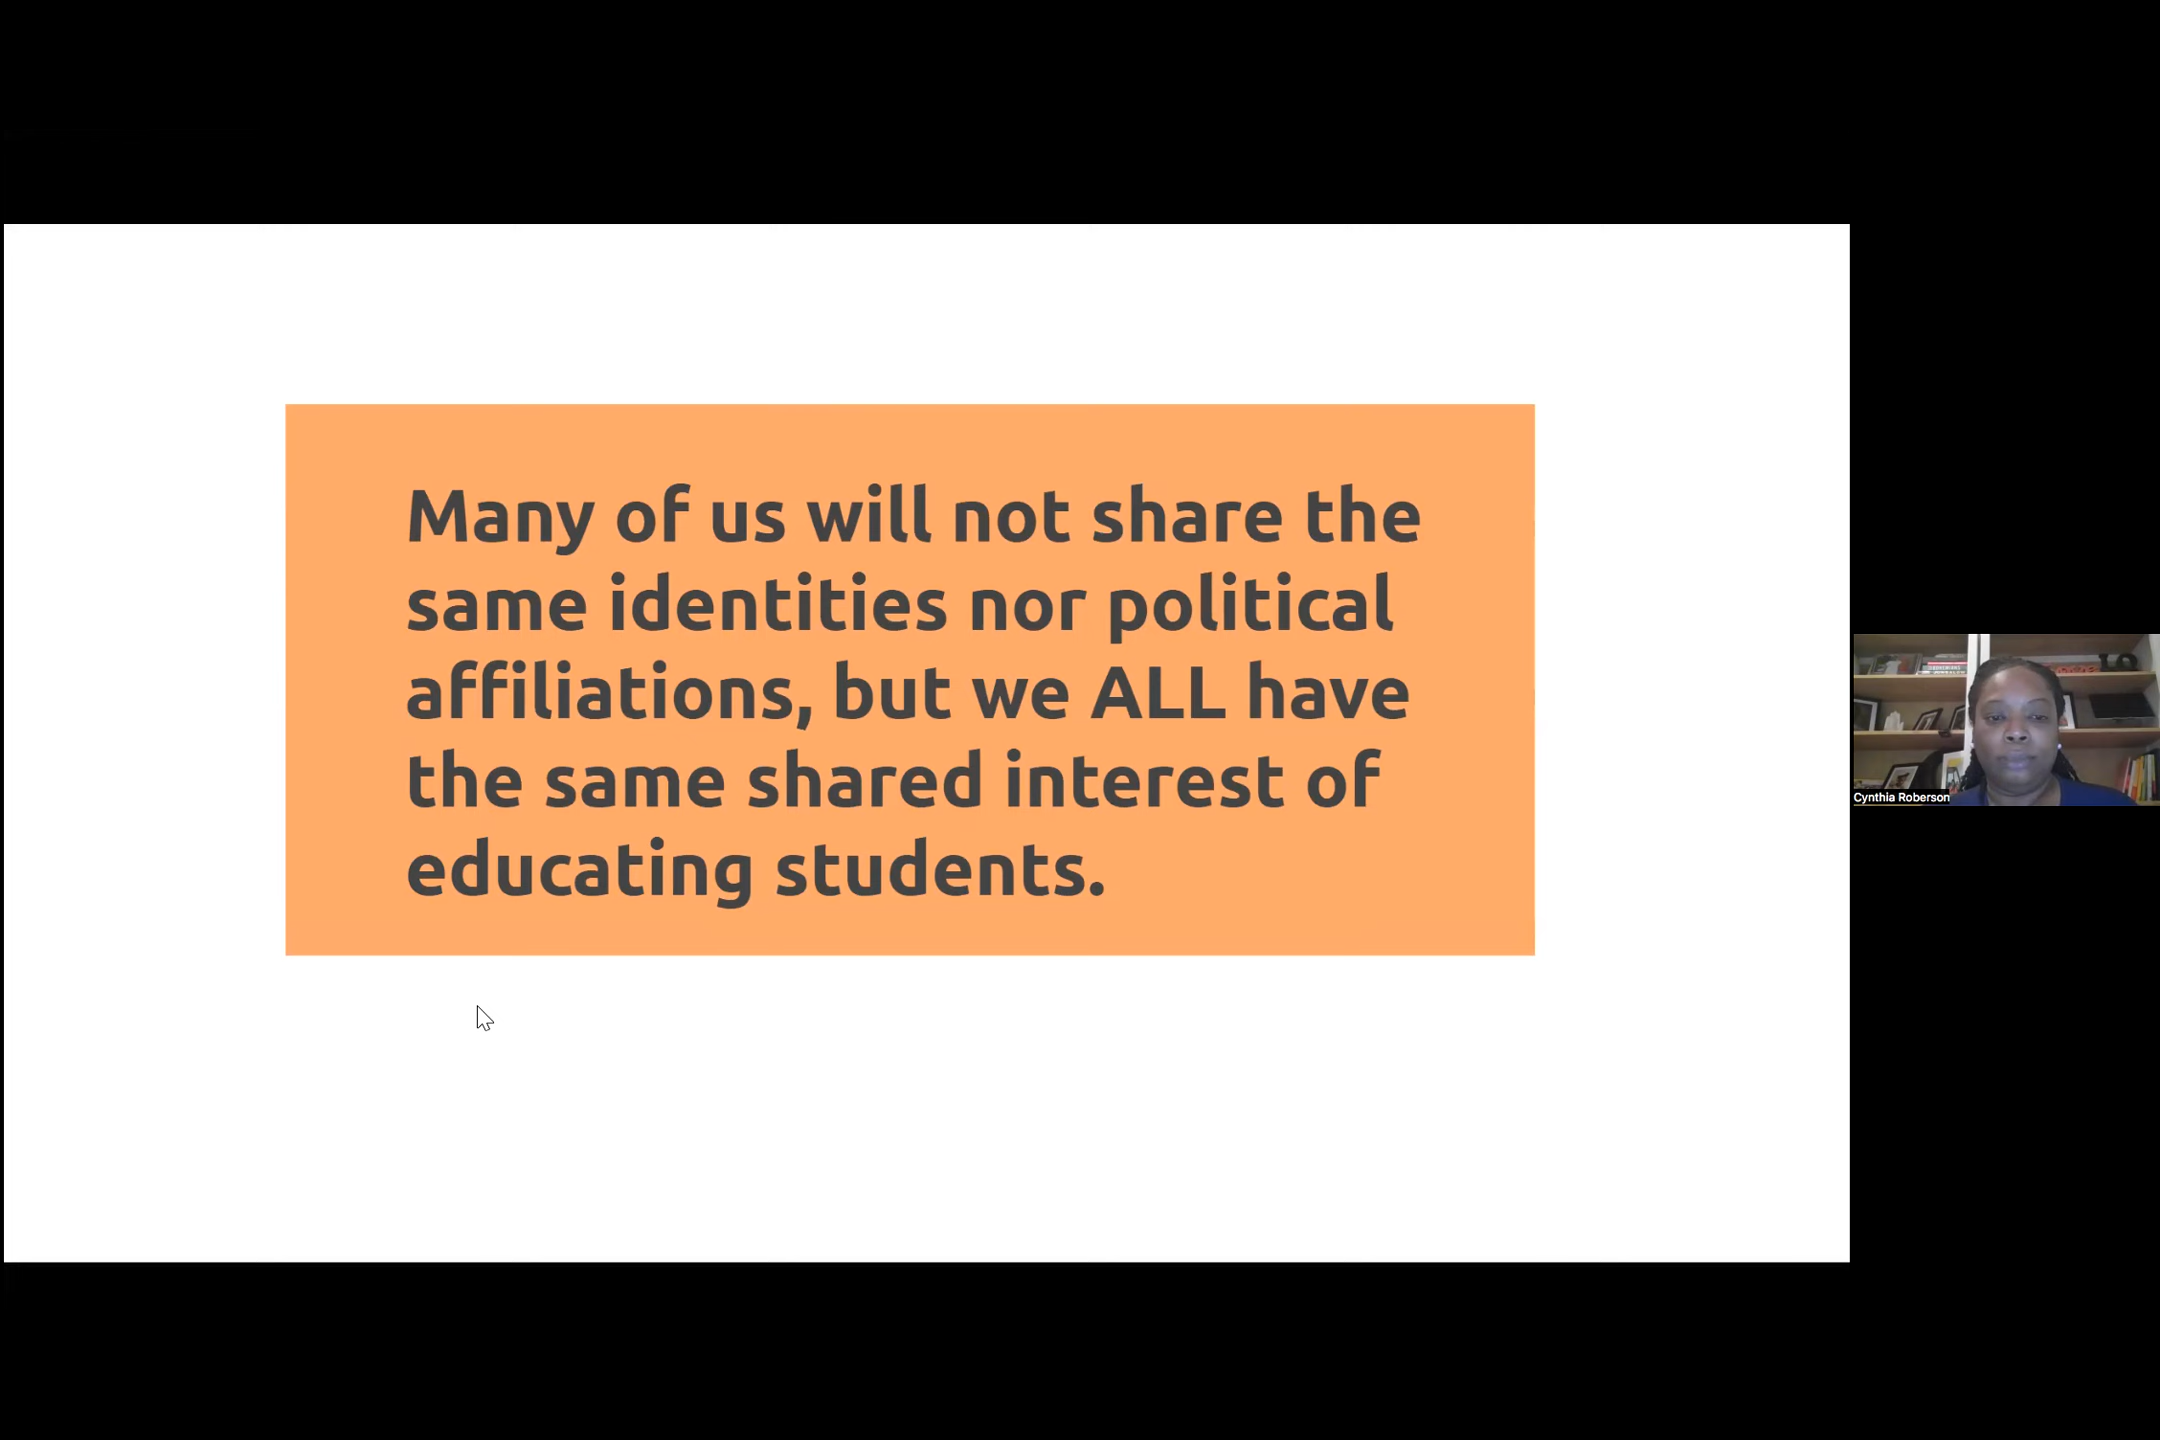 Many of us will not share the
same identities nor political
affiliations, but we ALL have
the same shared interest of
educating students.
Cynthia Roberson